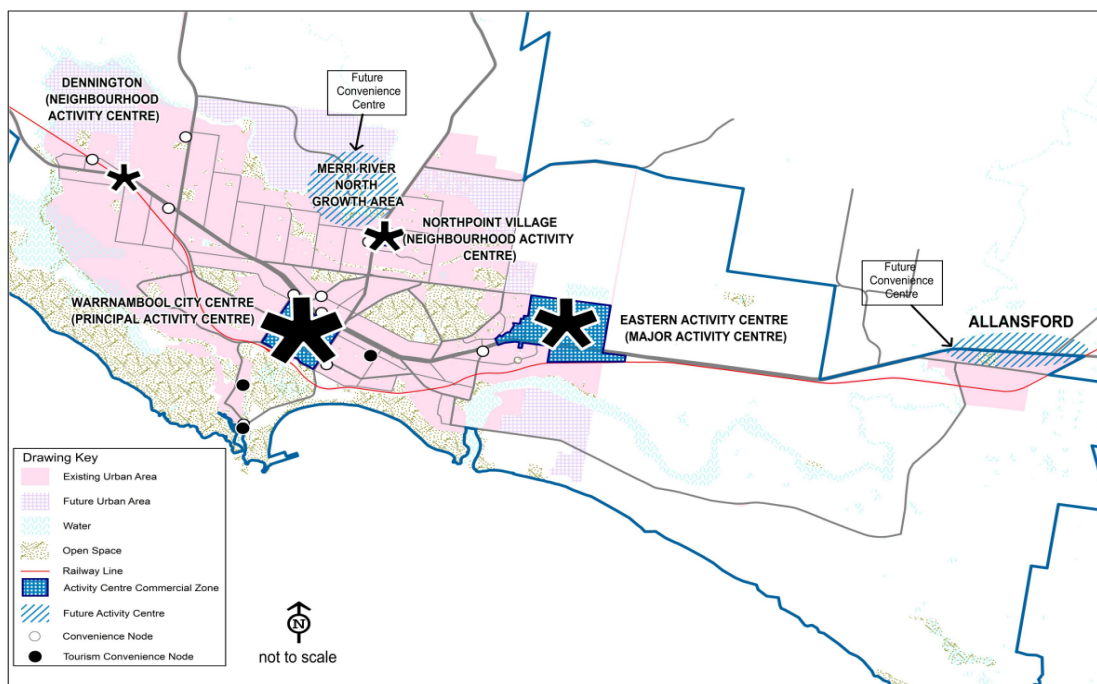 DENNINGTON
(NEIGHBOURHOOD
ACTIVITY CENTRE)
Future
Convenience
Centre
MERRI RIVER
NORTH
GROWTH AREA
NORTHPOINT VILLAGE
(NEIGHBOURHOOD ACTIVITY
CENTRE)
WARRNAMBOOL CITY CENTRE
(PRINCIPAL ACTIVITY CENTRE)
EASTERN ACTIVITY CENTRE
(MAJOR ACTIVITY CENTRE)
Future
Convenience
Centre
ALLANSFORD
Drawing Key
Existing Urban Area
Future Urban Area
Water
Open Space
Railway Line
Activity Centre Commercial Zone
Future Activity Centre
Convenience Node
Tourism Convenience Node
N
not to scale